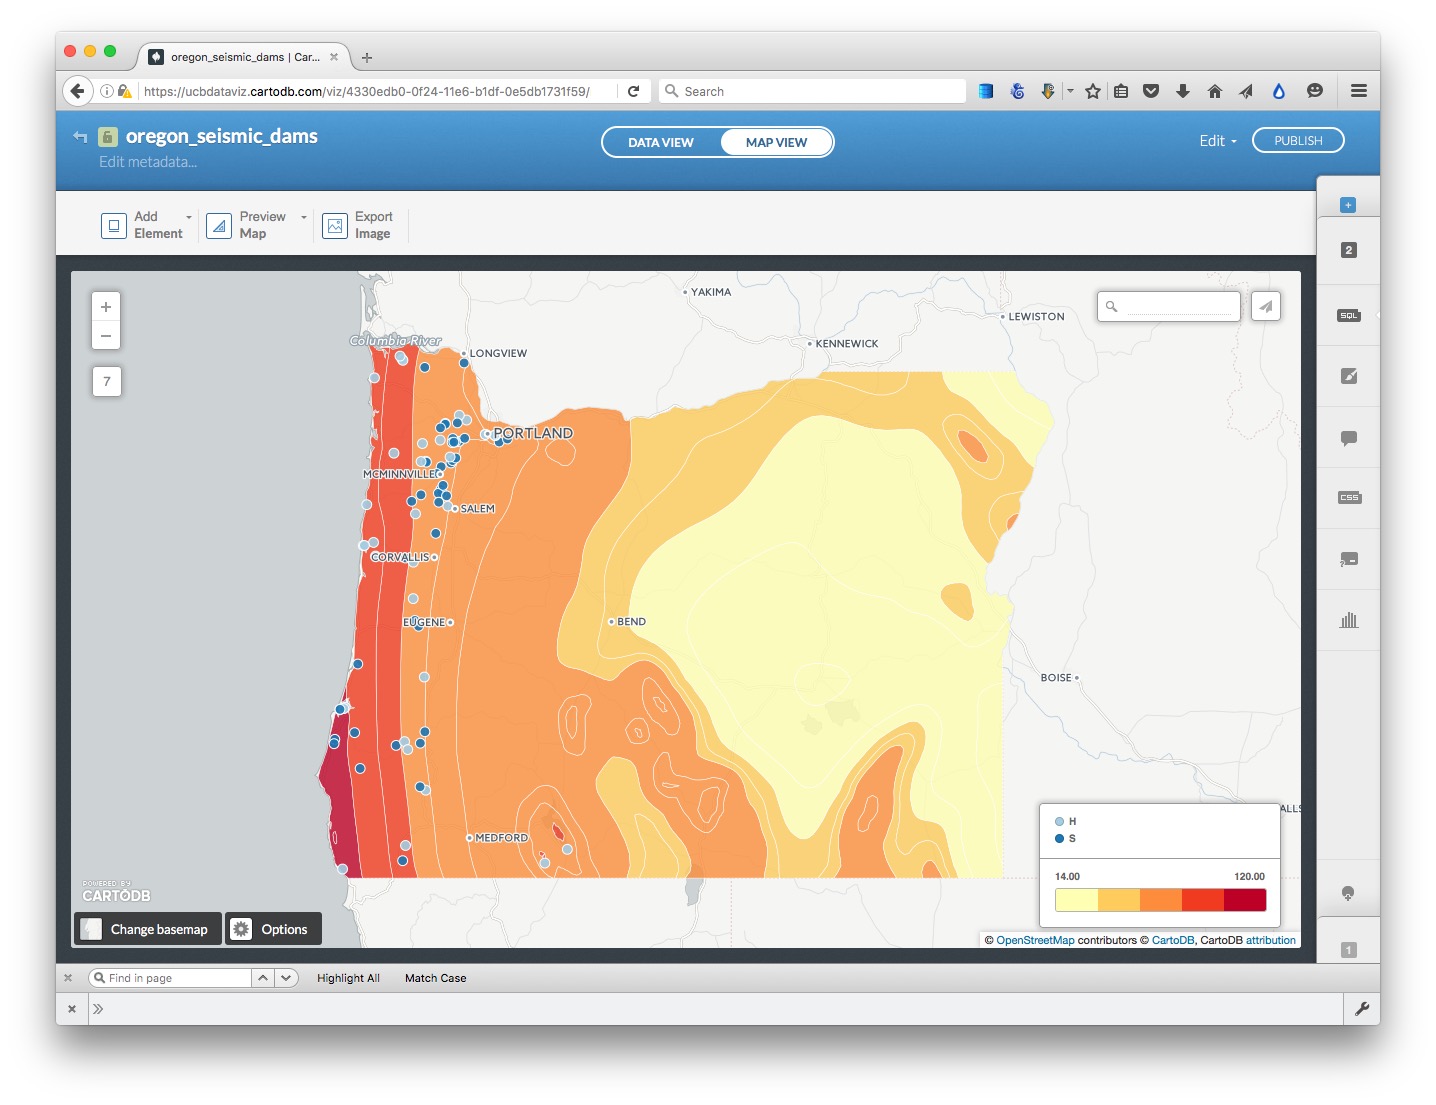 oregon_seismic_dams | Car...
https://ucbdataviz.cartodb.com/viz/4330edb0-0f24-11e6-b1df-0e5db1731f59/
Search
oregon_seismic_dams
Edit metadata...
DATA VIEW
MAP VIEW
Edit
PUBLISH
Add
Element
Preview
Map
Export
Image
2
SQL
CSS
1
+
−
7
YAKIMA
LEWISTON
Columbia River
KENNEWICK
LONGVIEW
PORTLAND
MCMINNVILLE
SALEM
CORVALLIS
EUGENE
BEND
BOISE
MEDFORD
ALLS
H
S
14.00
120.00
POWERED BY
CARTODB
Change basemap
Options
© OpenStreetMap contributors © CartoDB, CartoDB attribution
Find in page
Highlight All
Match Case